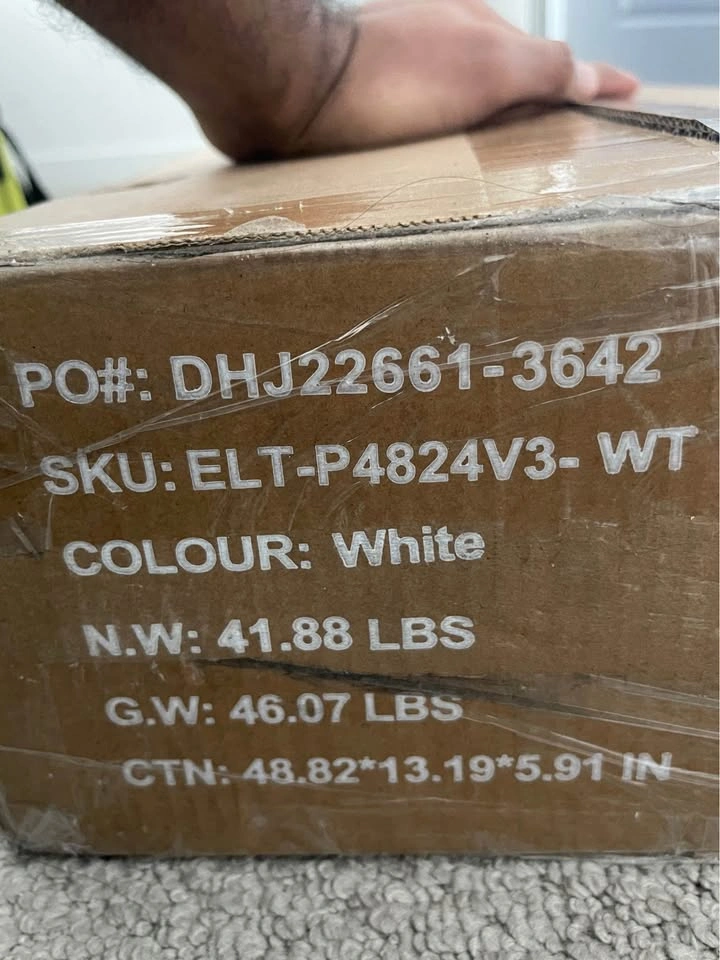 PO#: DHJ22661-3642
SKU: ELT-P4824V3- WT
COLOUR: White
N.W: 41.88 LBS
G.W: 46.07 LBS
CTN: 48.82*13.19*5.91 IN